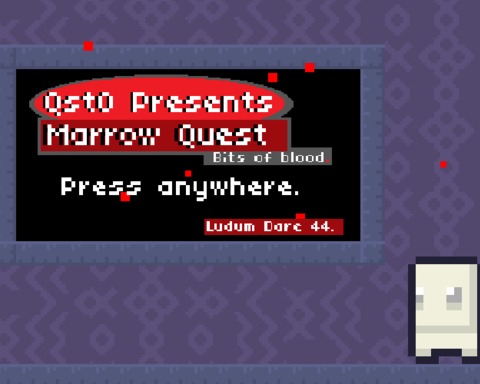 Qst0 Presents
Marrow Quest
Bits of blood.
Press anywhere.
Ludum Dare 44.